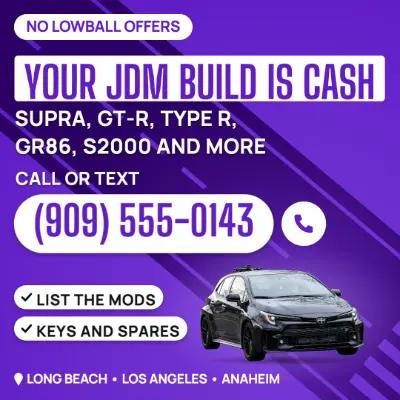 NO LOWBALL OFFERS
YOUR JDM BUILD IS CASH
SUPRA, GT-R, TYPE R,
GR86, S2000 AND MORE
CALL OR TEXT
(909) 555-0143
LIST THE MODS
KEYS AND SPARES
LONG BEACH • LOS ANGELES • ANAHEIM